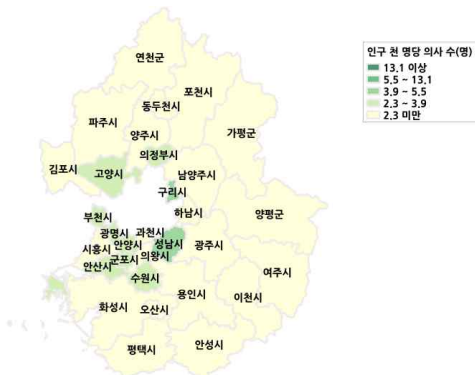 인구 천 명당 의사 수(명)
13.1 이상
5.5 ~ 13.1
3.9 ~ 5.5
2.3 ~ 3.9
2.3 미만
연천군
포천시
동두천시
파주시
양주시
가평군
의정부시
김포시
고양시
남양주시
구리시
하남시
양평군
부천시
광명시
과천시
시흥시
안양시
성남시
광주시
군포시
의왕시
안산시
수원시
여주시
용인시
이천시
화성시
오산시
평택시
안성시